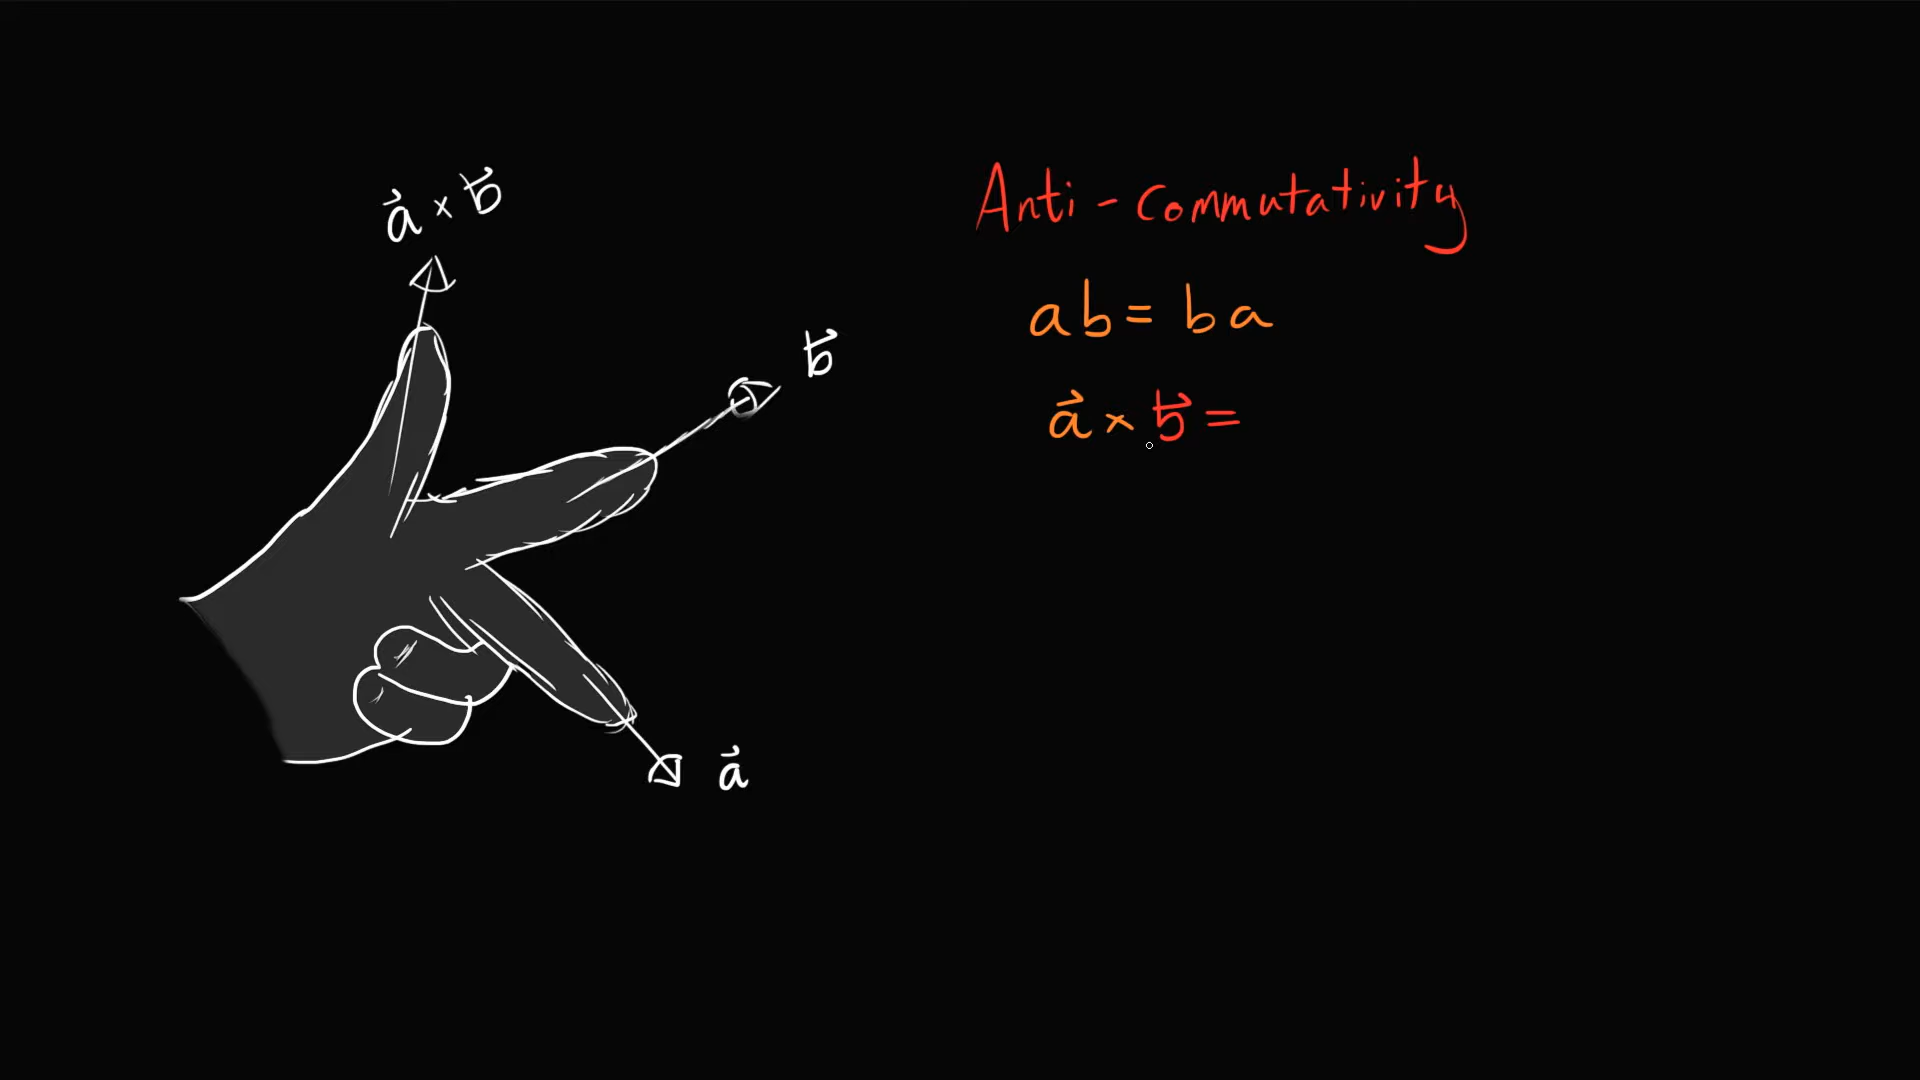 a⃗ × b⃗
b⃗
a⃗
Anti-commutativity
ab = ba
a⃗ × b⃗ =